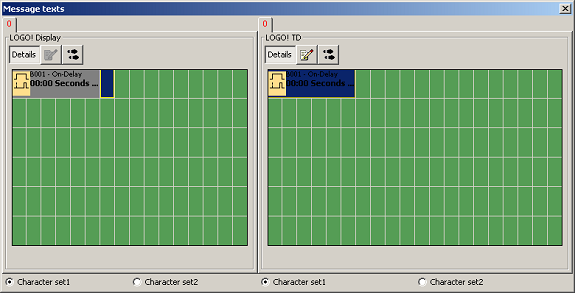 Message texts
0
0
LOGO! Display
LOGO! TD
Details
Details
B001 - On-Delay
00:00 Seconds ...
B001 - On-Delay
00:00 Seconds ...
Character set1
Character set2
Character set1
Character set2